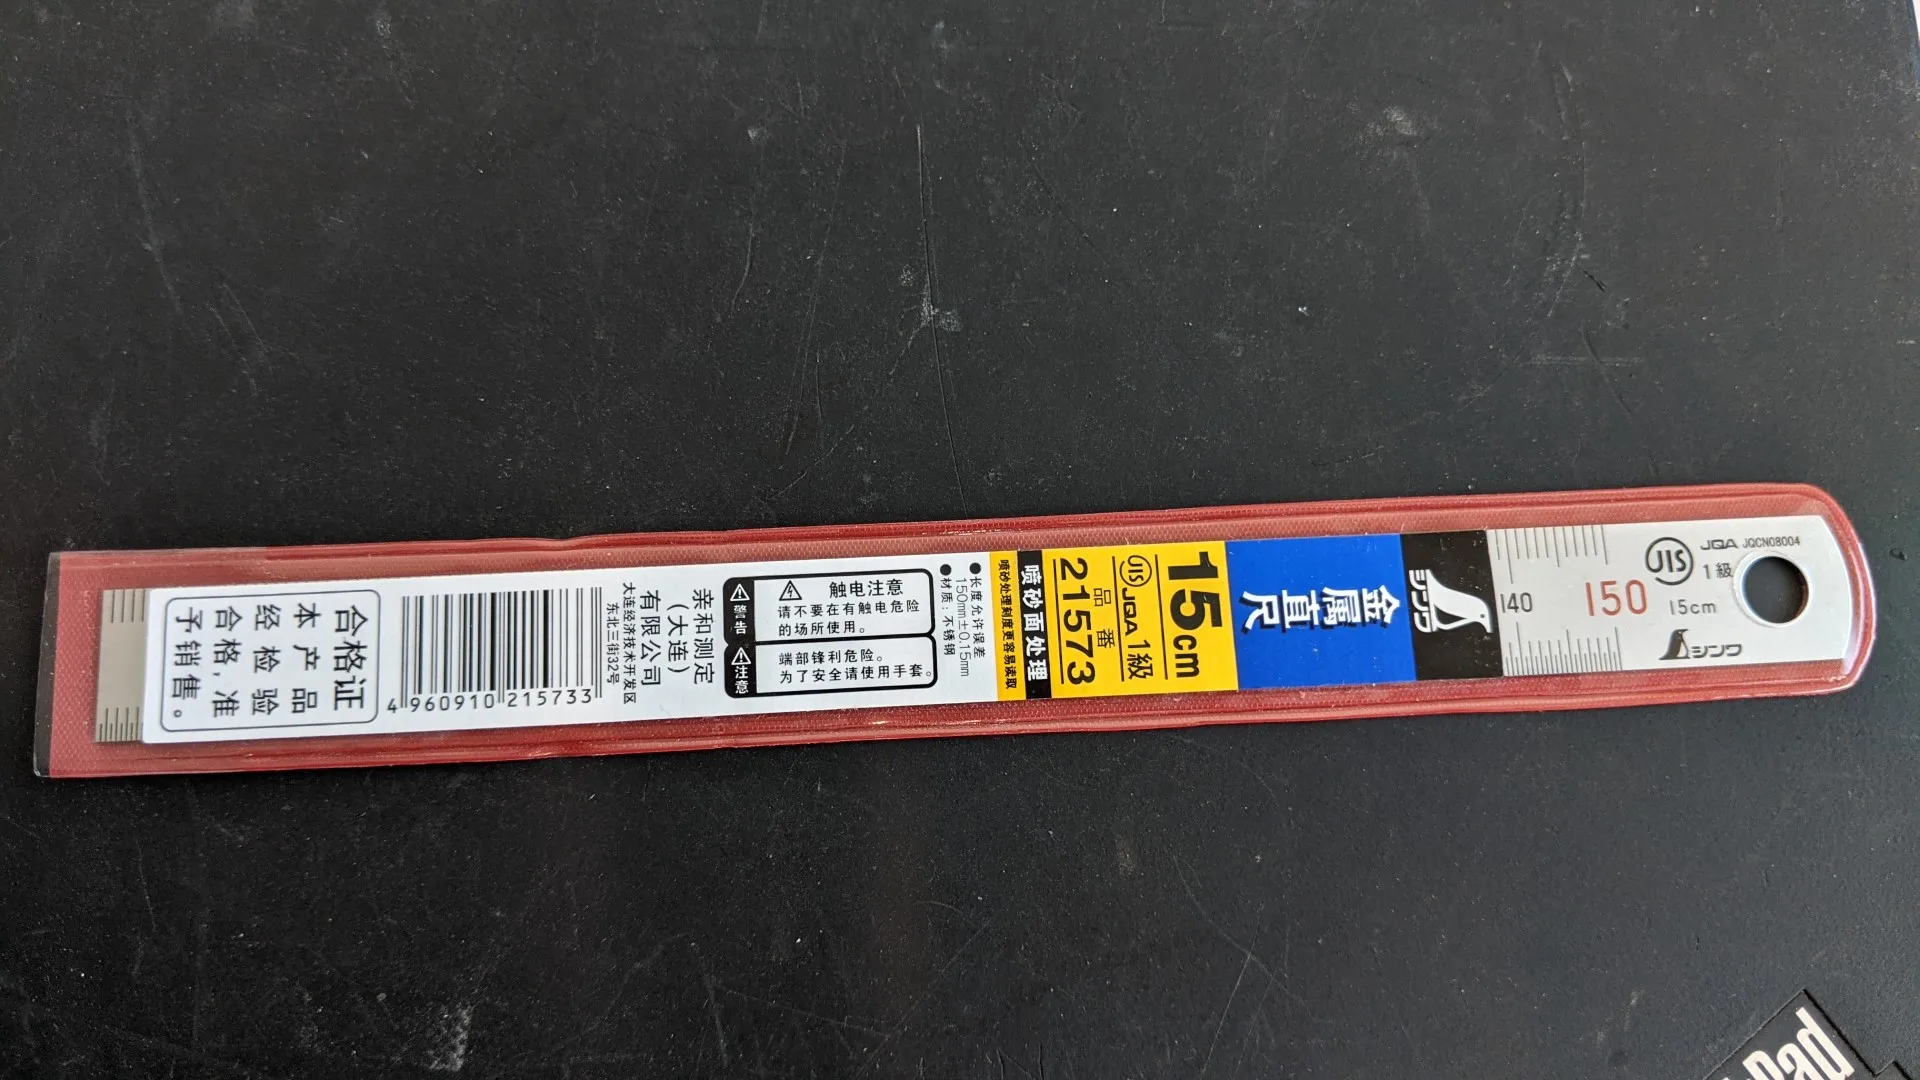 合格证
本产品
经检验
合格,准
予销售。
4 960910 215733
亲和测定
（大连）
有限公司
大连经济技术开发区
东北三街32号
警告
触电注意
请不要在有触电危险
的场所使用。
注意
端部锋利危险。
为了安全请使用手套。
●长度允许误差
150mm±0.15mm
●材质:不锈钢
喷砂面处理
喷砂处理刻度更容易读取
15cm
JIS JQA 1級
品番
21573
金属直尺
シンワ
140
150
JIS
JQA JQCN08004
1級
15cm
シンワ
Pad